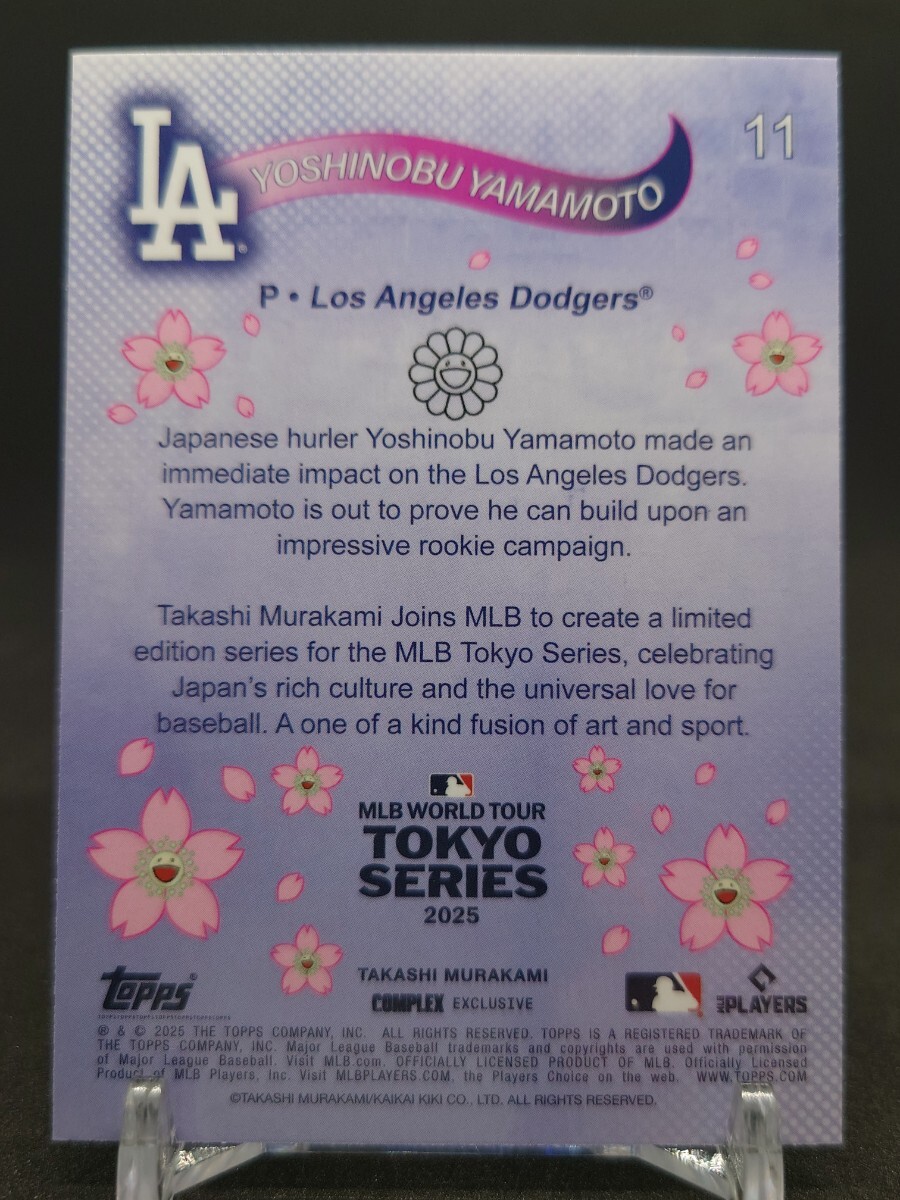 LA
YOSHINOBU YAMAMOTO
11
P • Los Angeles Dodgers®
Japanese hurler Yoshinobu Yamamoto made an
immediate impact on the Los Angeles Dodgers.
Yamamoto is out to prove he can build upon an
impressive rookie campaign.
Takashi Murakami Joins MLB to create a limited
edition series for the MLB Tokyo Series, celebrating
Japan's rich culture and the universal love for
baseball. A one of a kind fusion of art and sport.
MLB WORLD TOUR
TOKYO
SERIES
2025
topps®
TAKASHI MURAKAMI
COMPLEX EXCLUSIVE
MLB PLAYERS
® & © 2025 THE TOPPS COMPANY, INC. ALL RIGHTS RESERVED. TOPPS IS A REGISTERED TRADEMARK OF
THE TOPPS COMPANY, INC. Major League Baseball trademarks and copyrights are used with permission
of Major League Baseball. Visit MLB.com. OFFICIALLY LICENSED PRODUCT OF MLB. Officially Licensed
Product of MLB Players, Inc. Visit MLBPLAYERS.COM, the Players Choice on the web. WWW.TOPPS.COM
©TAKASHI MURAKAMI/KAIKAI KIKI CO., LTD. ALL RIGHTS RESERVED.